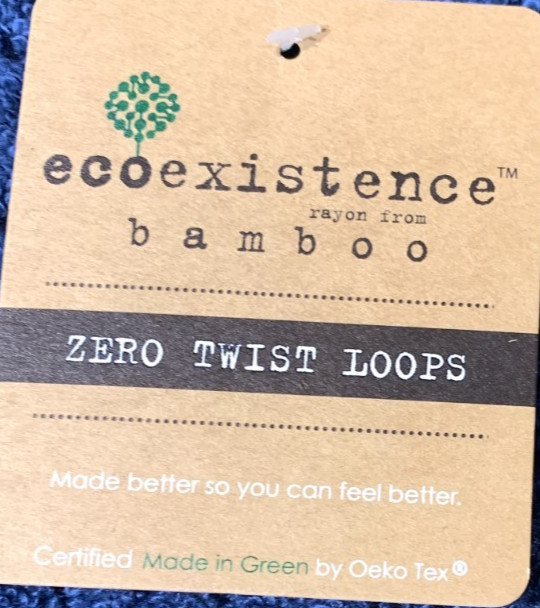 ecoexistence™
rayon from
bamboo
ZERO TWIST LOOPS
Made better so you can feel better.
Certified Made in Green by Oeko Tex®